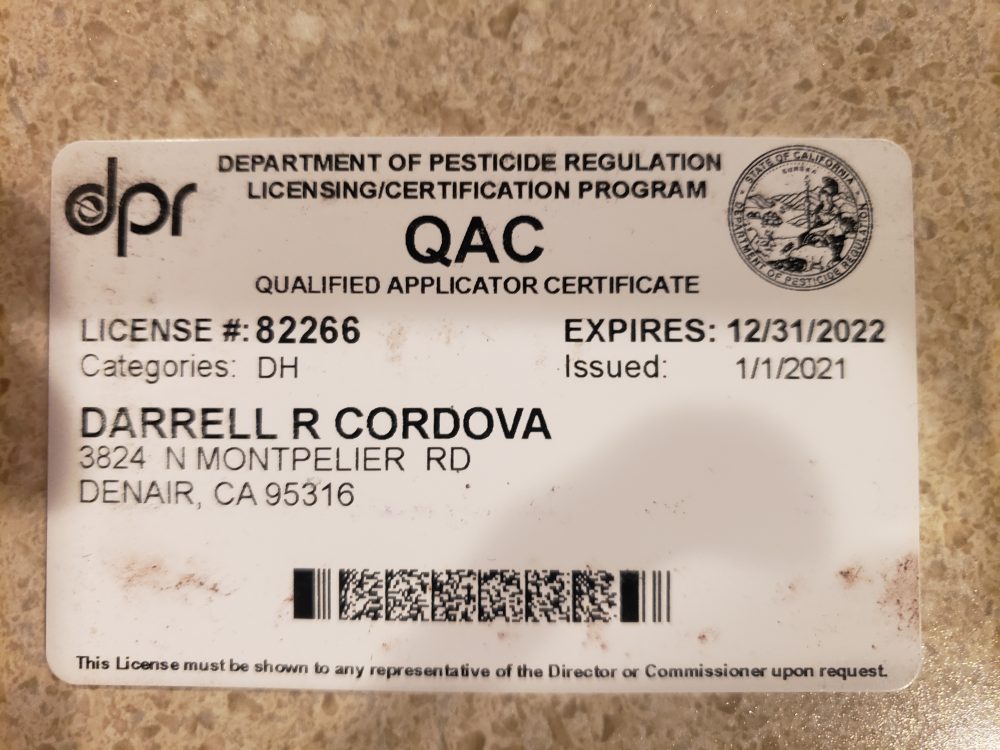 dpr
DEPARTMENT OF PESTICIDE REGULATION
LICENSING/CERTIFICATION PROGRAM
QAC
QUALIFIED APPLICATOR CERTIFICATE
STATE OF CALIFORNIA
DEPARTMENT OF PESTICIDE REGULATION
LICENSE #: 82266
EXPIRES: 12/31/2022
Categories: DH
Issued: 1/1/2021
DARRELL R CORDOVA
3824 N MONTPELIER RD
DENAIR, CA 95316
This License must be shown to any representative of the Director or Commissioner upon request.